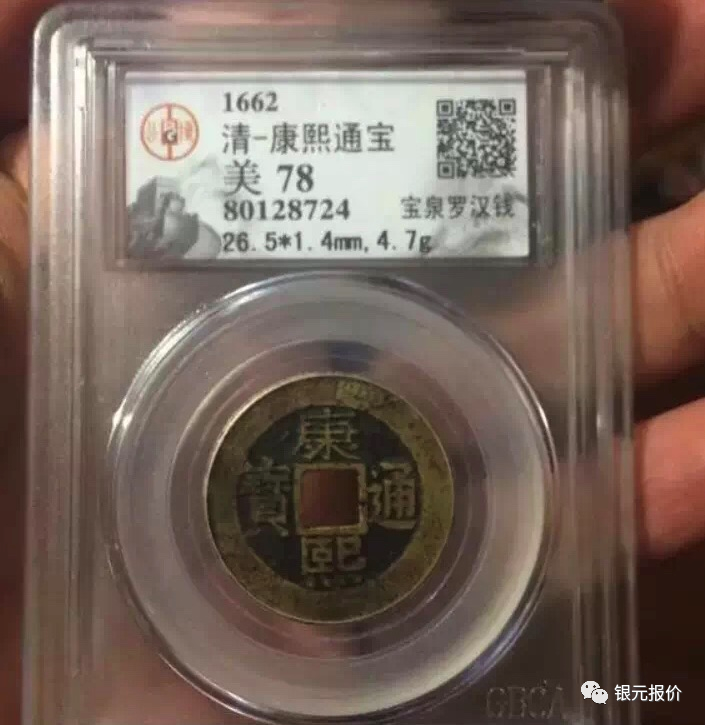 1662
清-康熙通宝
美 78
80128724 宝泉罗汉钱
26.5*1.4mm,4.7g
康
寶 通
熙
GBCA
银元报价